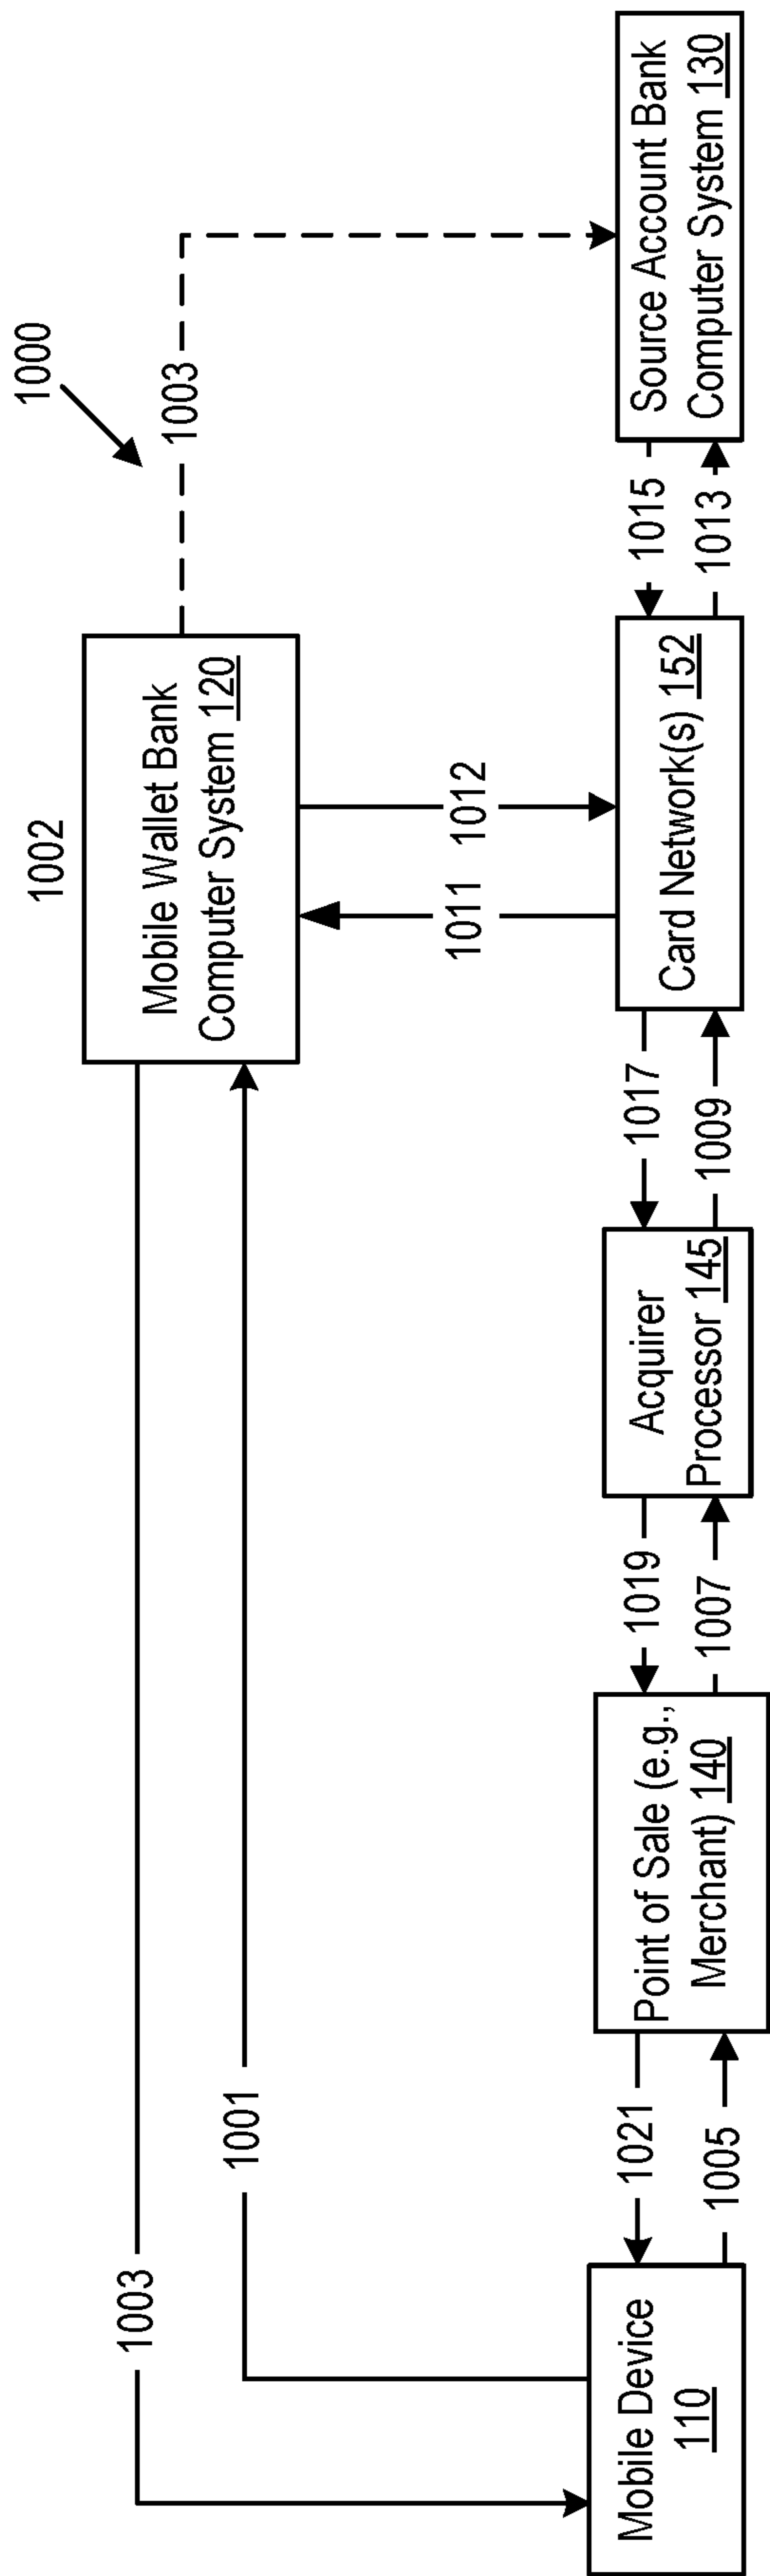 1000
1002
1003
1003
Mobile Wallet Bank
Computer System 120
1001
1011
1012
Mobile Device
110
1021
1005
Point of Sale (e.g.,
Merchant) 140
1019
1007
Acquirer
Processor 145
1017
1009
Card Network(s) 152
1015
1013
Source Account Bank
Computer System 130